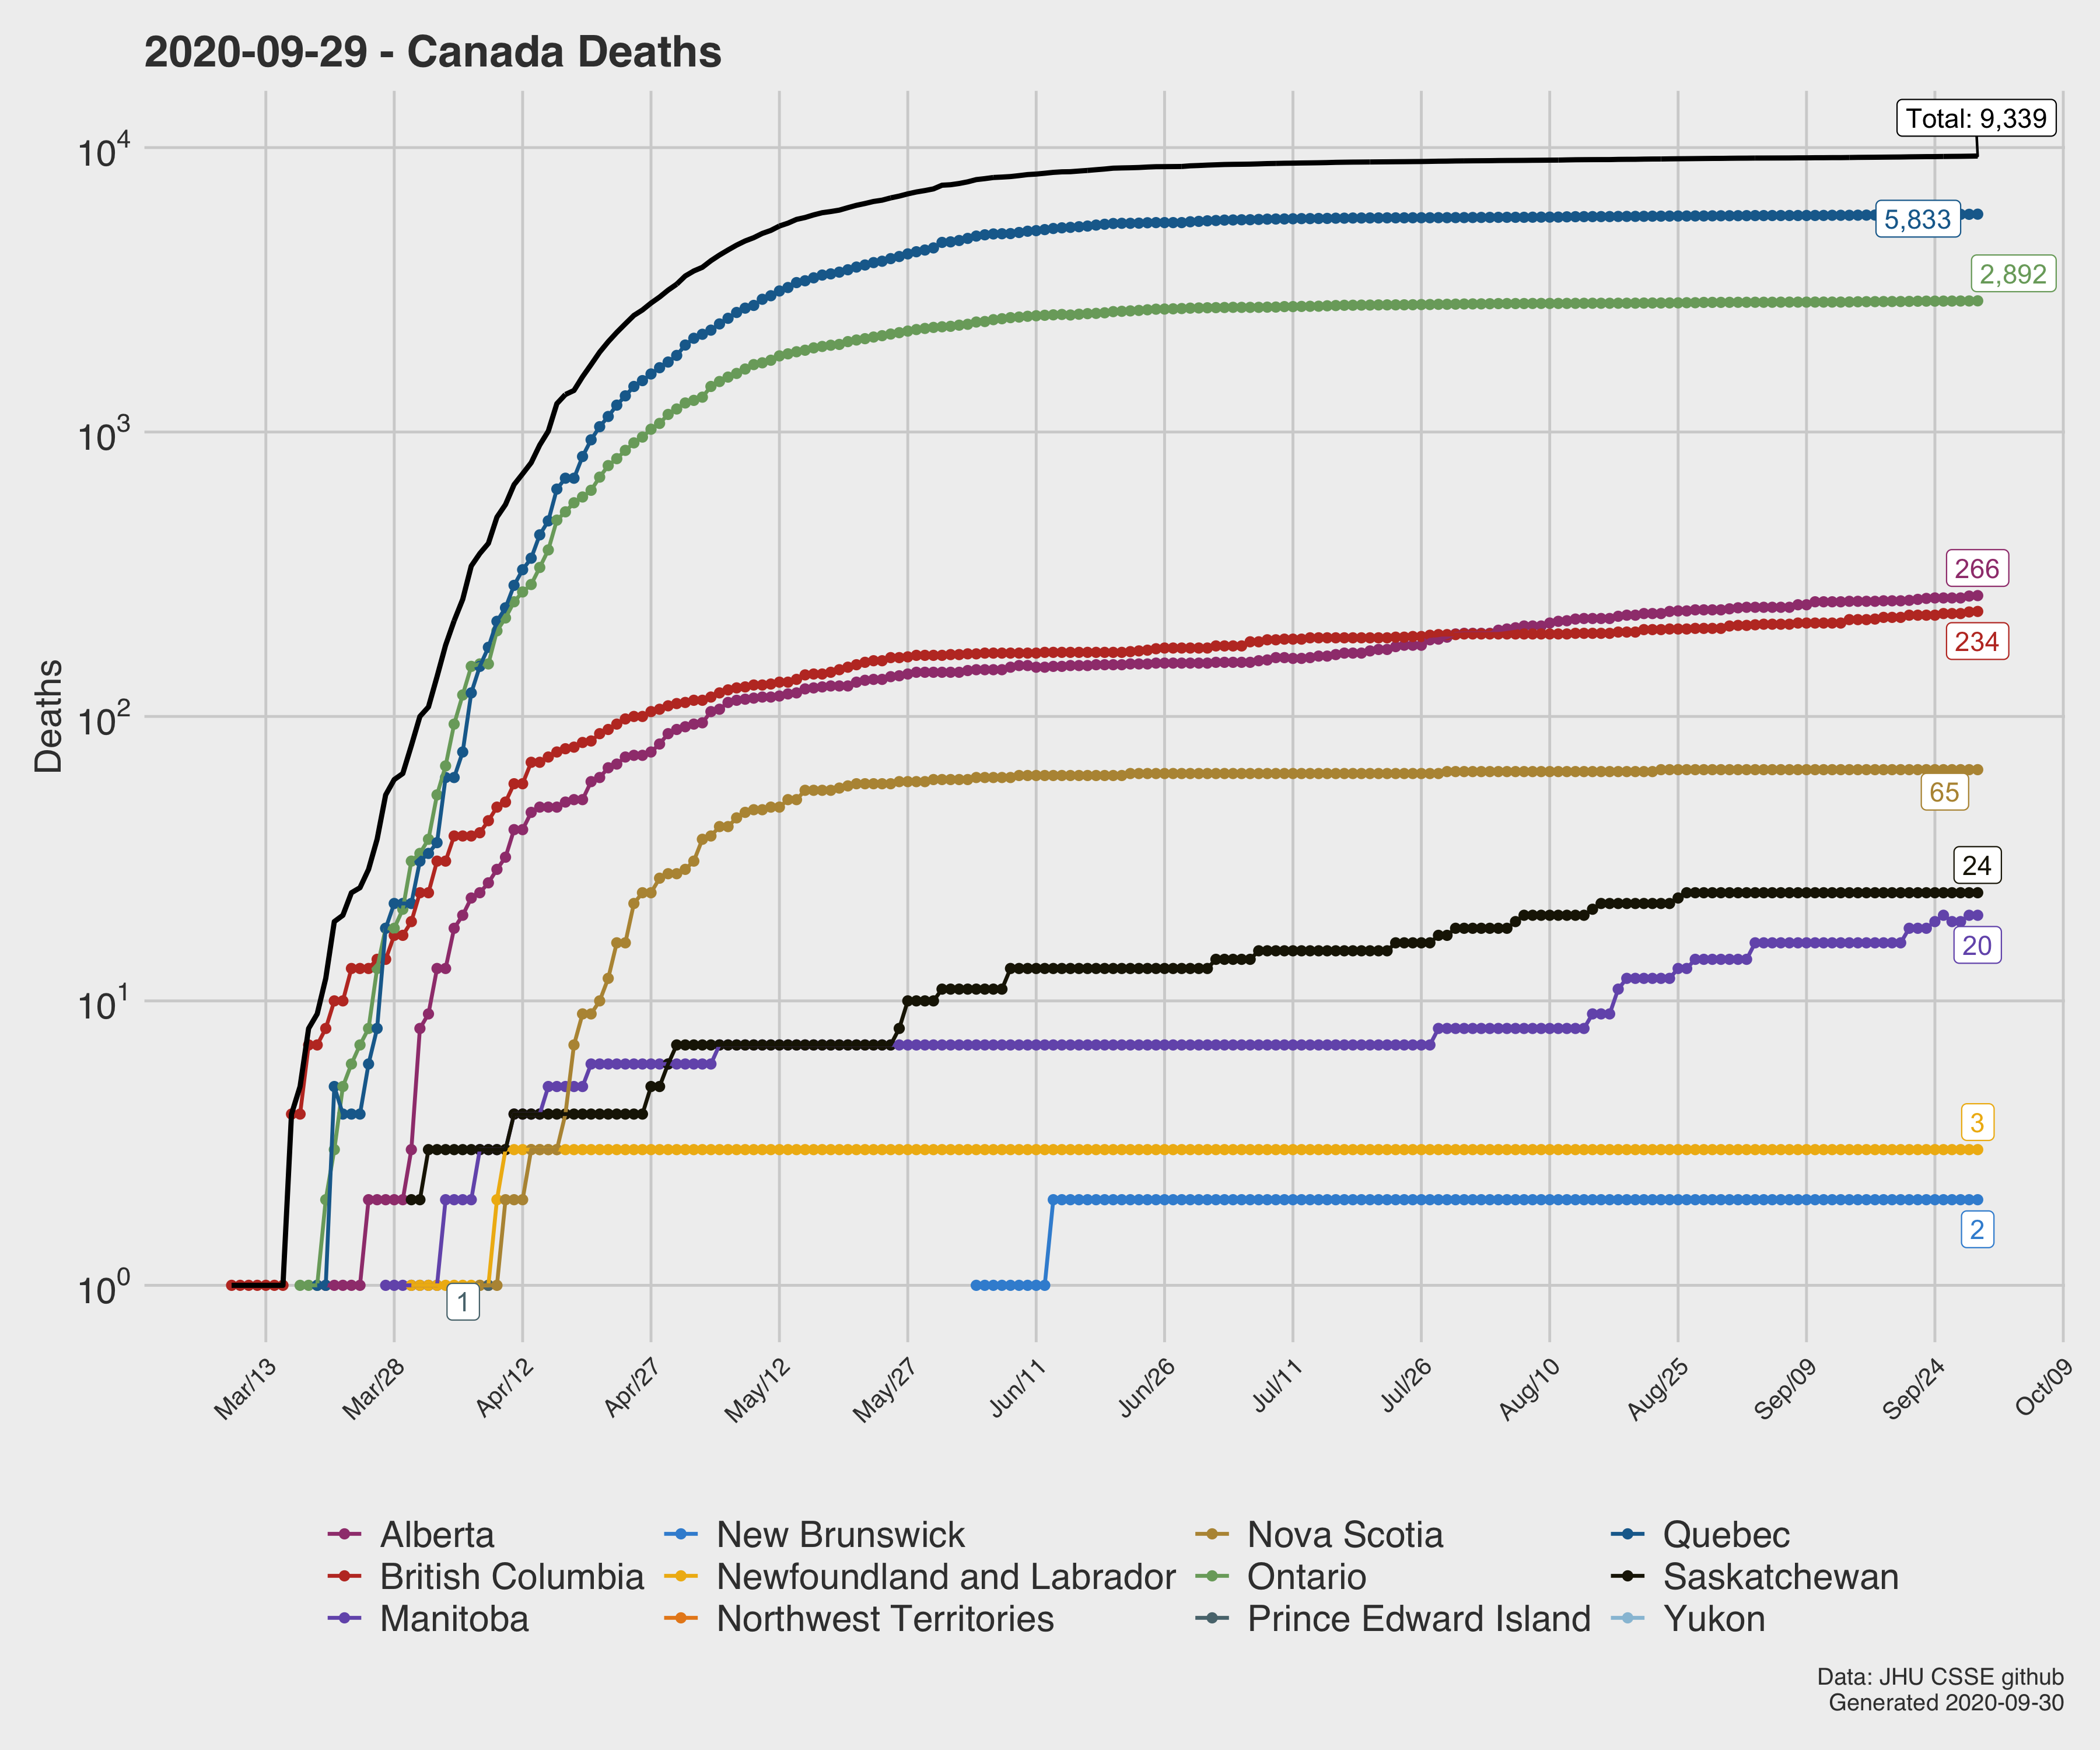 2020-09-29 - Canada Deaths
Total: 9,339
10^4
5,833
2,892
10^3
266
234
Deaths
10^2
65
24
20
10^1
3
2
10^0
1
Mar/13 Mar/28 Apr/12 Apr/27 May/12 May/27 Jun/11 Jun/26 Jul/11 Jul/26 Aug/10 Aug/25 Sep/09 Sep/24 Oct/09
Alberta New Brunswick Nova Scotia Quebec
British Columbia Newfoundland and Labrador Ontario Saskatchewan
Manitoba Northwest Territories Prince Edward Island Yukon
Data: JHU CSSE github
Generated 2020-09-30